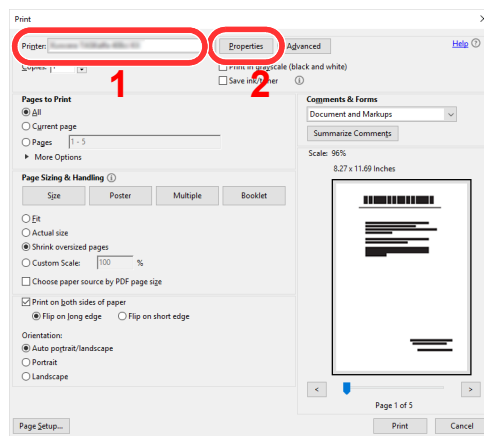 Print
Printer:
Properties
Advanced
Help
Copies: 1
Print in grayscale (black and white)
Save ink/toner
1
2
Pages to Print
All
Current page
Pages 1 - 5
More Options
Page Sizing & Handling
Size Poster Multiple Booklet
Fit
Actual size
Shrink oversized pages
Custom Scale: 100 %
Choose paper source by PDF page size
Print on both sides of paper
Flip on long edge Flip on short edge
Orientation:
Auto portrait/landscape
Portrait
Landscape
Comments & Forms
Document and Markups
Summarize Comments
Scale: 96%
8.27 x 11.69 Inches
<
>
Page 1 of 5
Page Setup...
Print
Cancel